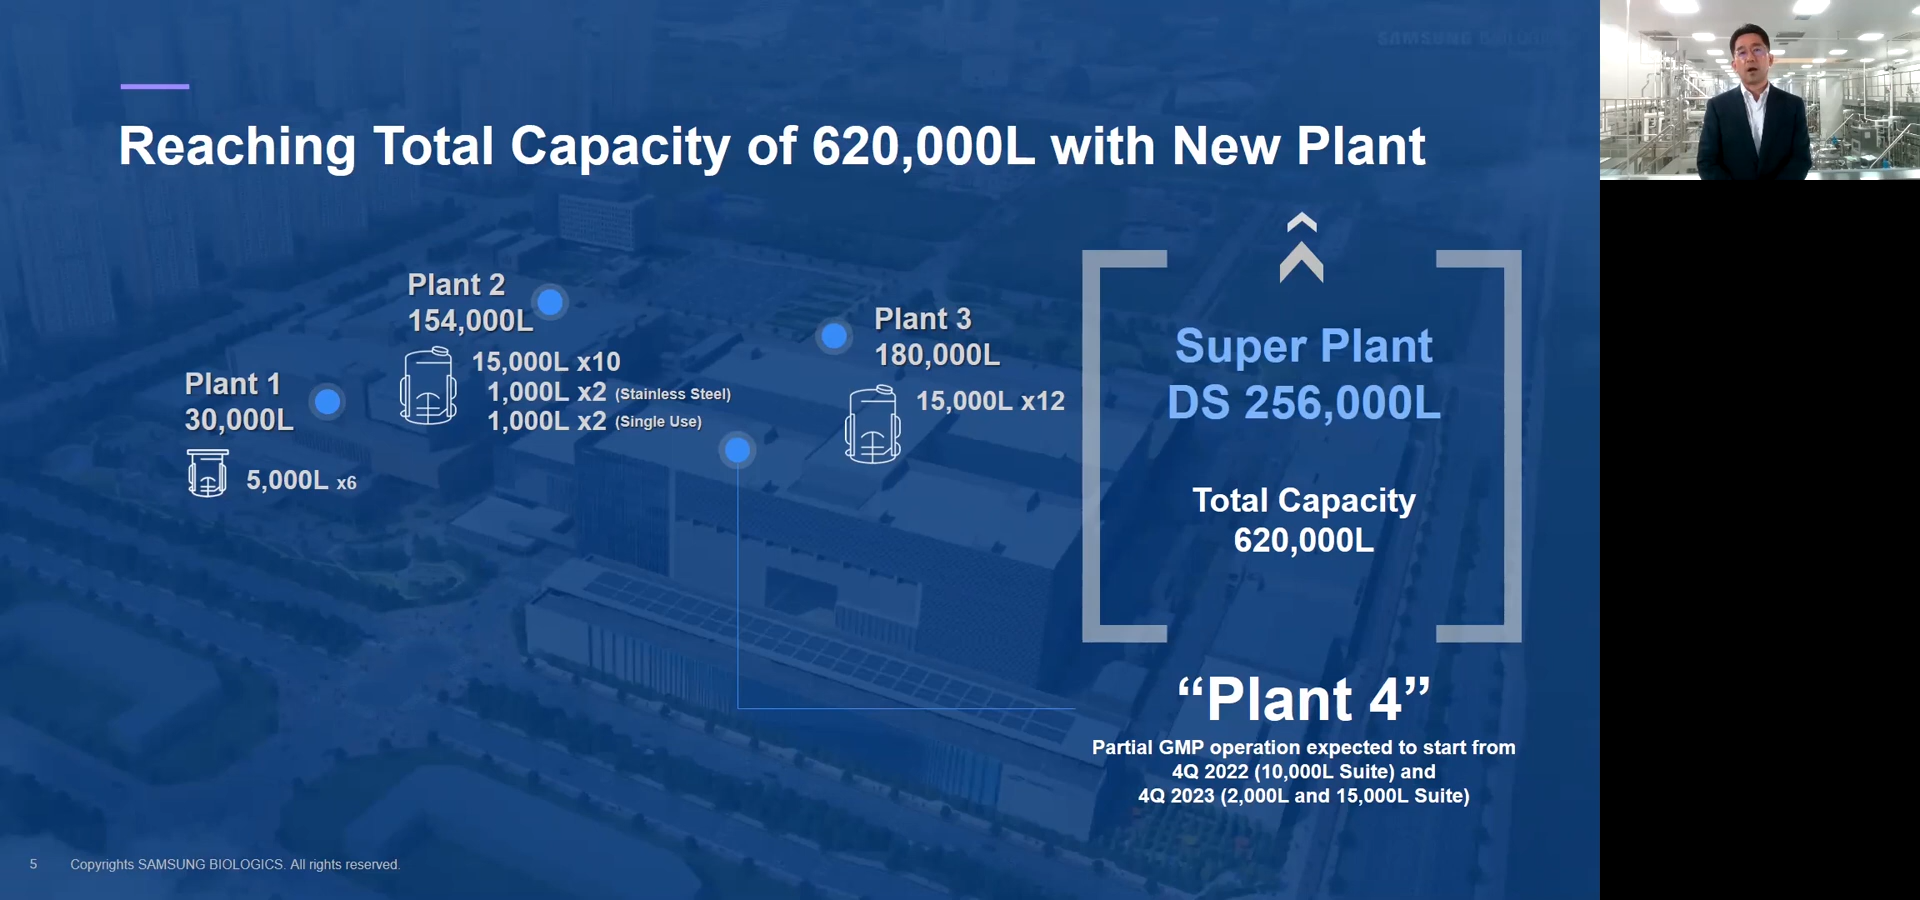 SAMSUNG BIOLOGICS
Reaching Total Capacity of 620,000L with New Plant
Plant 1
30,000L
5,000L x6
Plant 2
154,000L
15,000L x10
1,000L x2 (Stainless Steel)
1,000L x2 (Single Use)
Plant 3
180,000L
15,000L x12
Super Plant
DS 256,000L
Total Capacity
620,000L
“Plant 4”
Partial GMP operation expected to start from
4Q 2022 (10,000L Suite) and
4Q 2023 (2,000L and 15,000L Suite)
5 Copyrights SAMSUNG BIOLOGICS. All rights reserved.